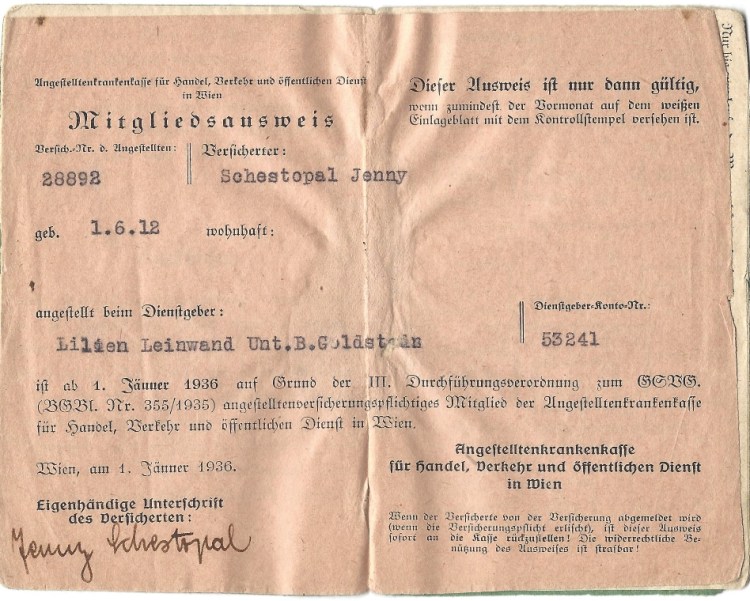 Angestelltenkrankenkasse für Handel, Verkehr und öffentlichen Dienst
in Wien
Mitgliedsausweis
Versich.-Nr. d. Angestellten:
28892
Versicherter:
Schestopal Jenny
geb. 1.6.12 wohnhaft:
Dieser Ausweis ist nur dann gültig,
wenn zumindest der Vormonat auf dem weißen
Einlageblatt mit dem Kontrollstempel versehen ist.
angestellt beim Dienstgeber:
Lilien Leinwand Unt.B.Goldstein
Dienstgeber-Konto-Nr.:
53241
ist ab 1. Jänner 1936 auf Grund der III. Durchführungsverordnung zum GSVG.
(BGBl. Nr. 355/1935) angestelltenversicherungspflichtiges Mitglied der Angestelltenkrankenkasse
für Handel, Verkehr und öffentlichen Dienst in Wien.
Wien, am 1. Jänner 1936.
Eigenhändige Unterschrift
des Versicherten:
Jenny Schestopal
Angestelltenkrankenkasse
für Handel, Verkehr und öffentlichen Dienst
in Wien
Wenn der Versicherte von der Versicherung abgemeldet wird
(wenn die Versicherungspflicht erlischt), ist dieser Ausweis
sofort an die Kasse rückzustellen! Die widerrechtliche Be-
nützung des Ausweises ist strafbar!